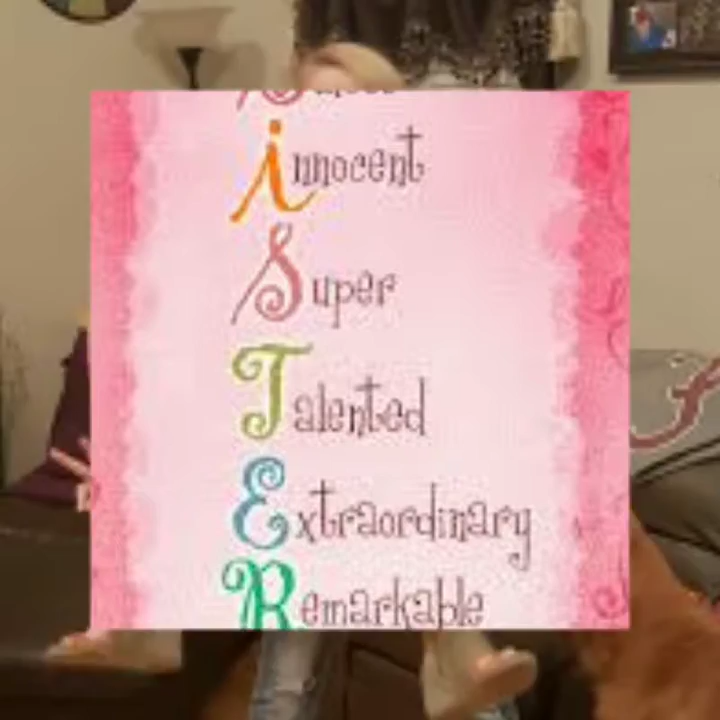 Innocent
Super
Talented
Extraordinary
Remarkable